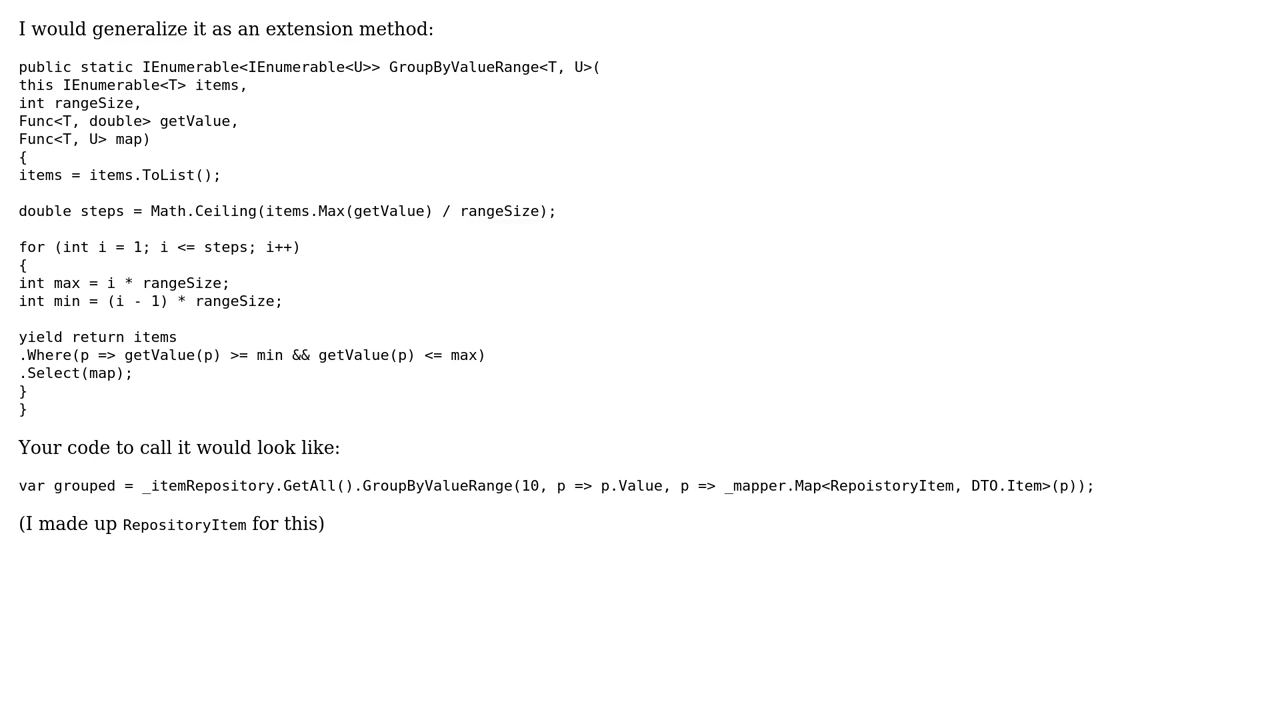 I would generalize it as an extension method:
public static IEnumerable<IEnumerable<U>> GroupByValueRange<T, U>(
this IEnumerable<T> items,
int rangeSize,
Func<T, double> getValue,
Func<T, U> map)
{
items = items.ToList();
double steps = Math.Ceiling(items.Max(getValue) / rangeSize);
for (int i = 1; i <= steps; i++)
{
int max = i * rangeSize;
int min = (i - 1) * rangeSize;
yield return items
.Where(p => getValue(p) >= min && getValue(p) <= max)
.Select(map);
}
}
Your code to call it would look like:
var grouped = _itemRepository.GetAll().GroupByValueRange(10, p => p.Value, p => _mapper.Map<RepoistoryItem, DTO.Item>(p));
(I made up RepositoryItem for this)